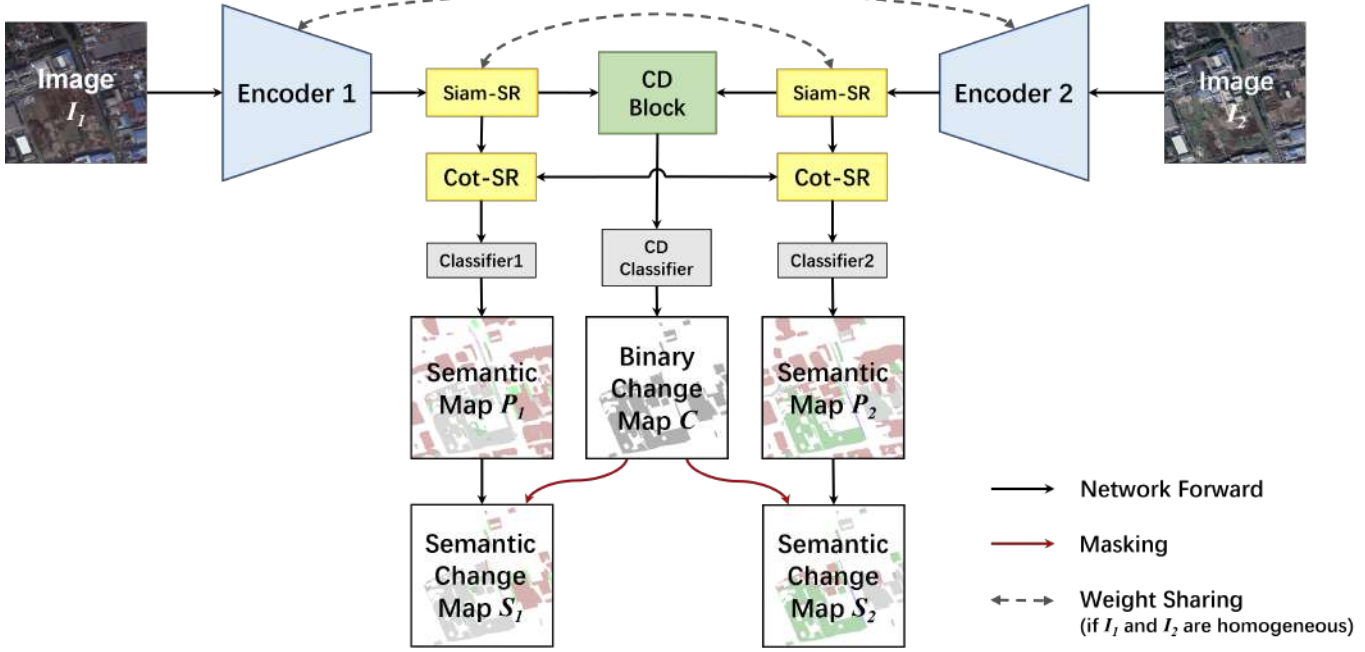 Image
I1
Encoder 1
Siam-SR
CD
Block
Siam-SR
Encoder 2
Image
I2
Cot-SR
Cot-SR
Classifier1
CD
Classifier
Classifier2
Semantic
Map P1
Binary
Change
Map C
Semantic
Map P2
Semantic
Change
Map S1
Semantic
Change
Map S2
Network Forward
Masking
Weight Sharing
(if I1 and I2 are homogeneous)